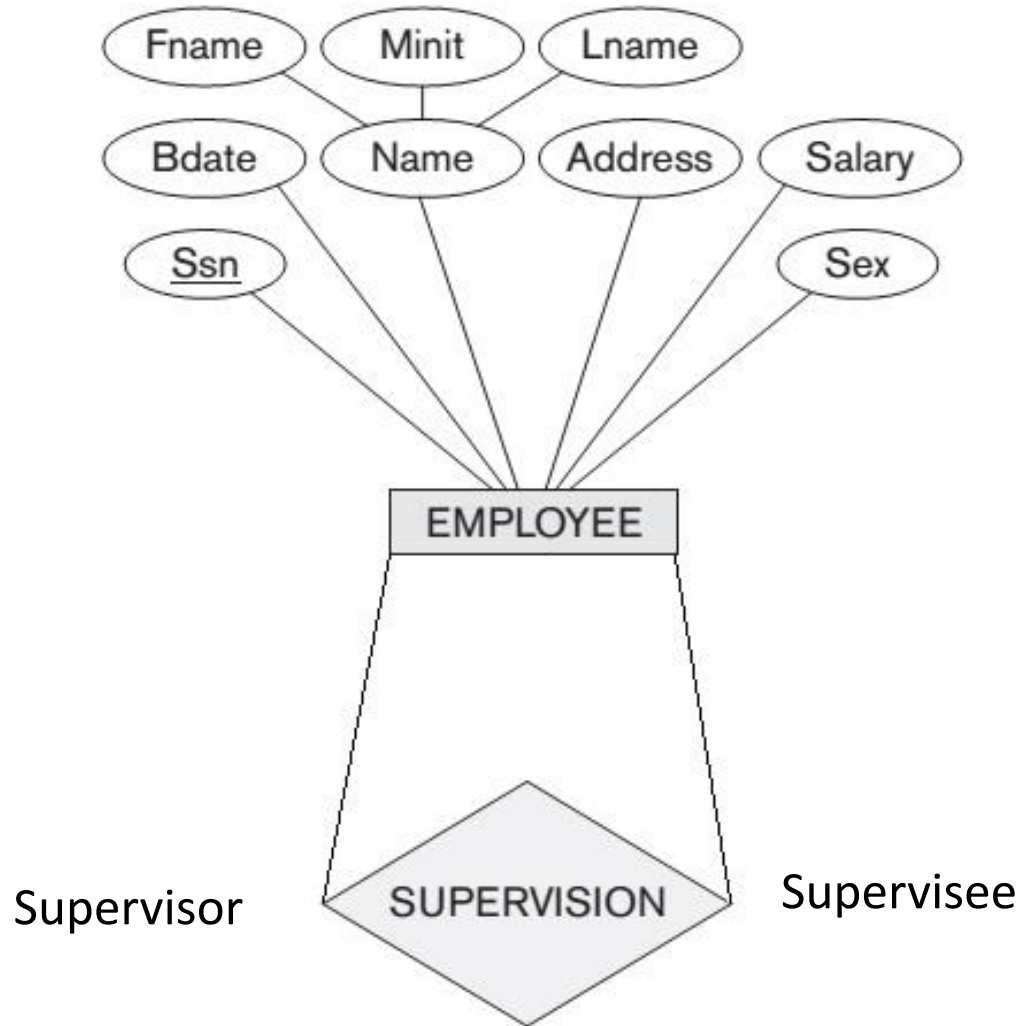 Fname Minit Lname
Bdate Name Address Salary
Ssn Sex
EMPLOYEE
Supervisor SUPERVISION Supervisee